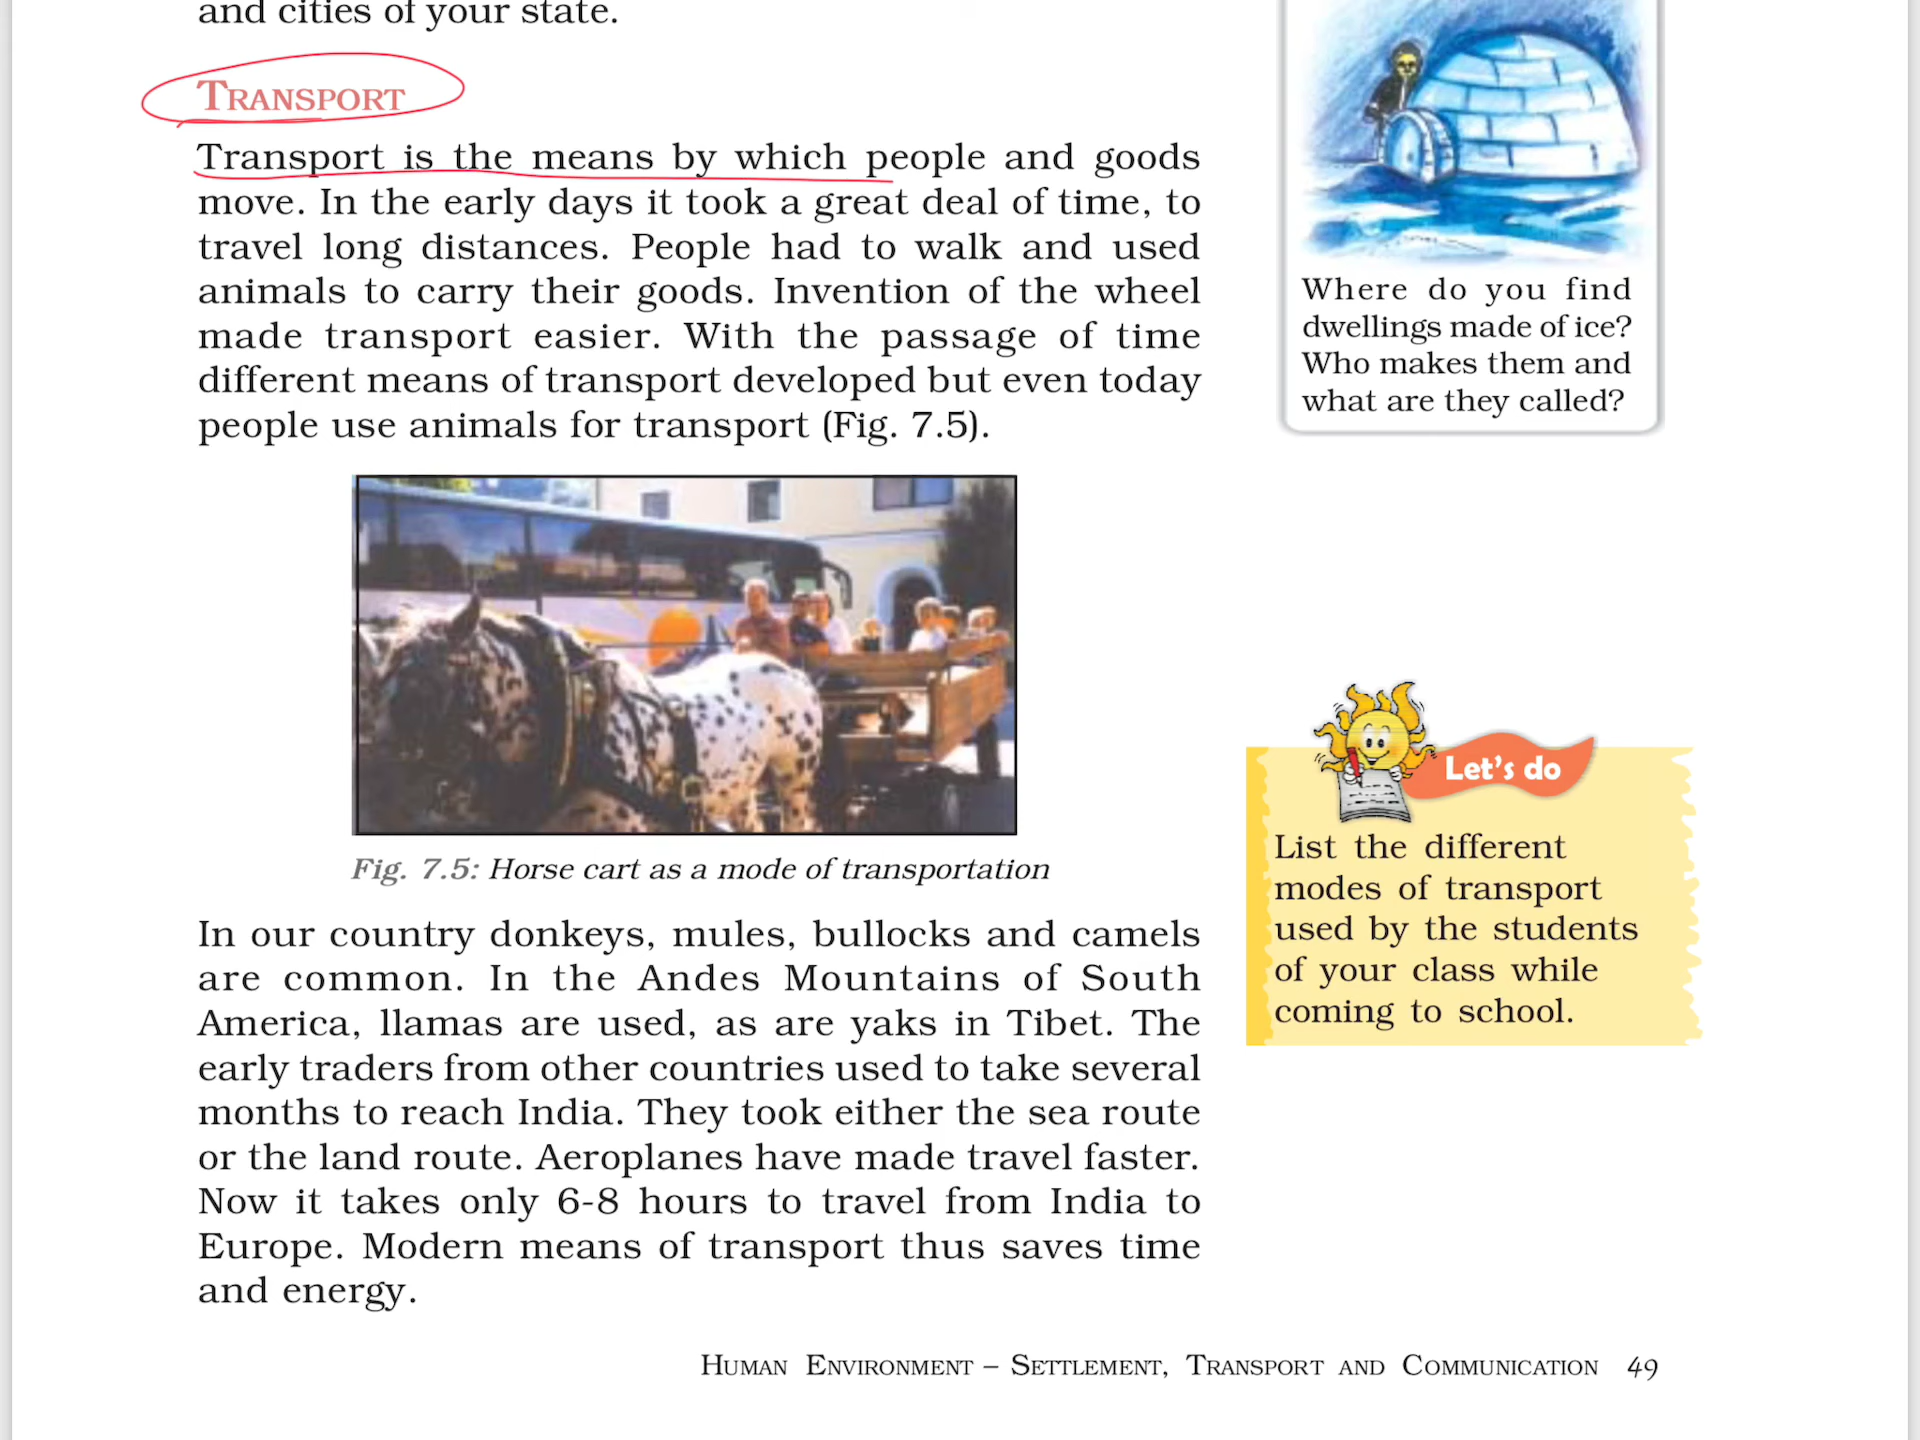 and cities of your state.
TRANSPORT
Transport is the means by which people and goods
move. In the early days it took a great deal of time, to
travel long distances. People had to walk and used
animals to carry their goods. Invention of the wheel
made transport easier. With the passage of time
different means of transport developed but even today
people use animals for transport (Fig. 7.5).
Fig. 7.5: Horse cart as a mode of transportation
In our country donkeys, mules, bullocks and camels
are common. In the Andes Mountains of South
America, llamas are used, as are yaks in Tibet. The
early traders from other countries used to take several
months to reach India. They took either the sea route
or the land route. Aeroplanes have made travel faster.
Now it takes only 6-8 hours to travel from India to
Europe. Modern means of transport thus saves time
and energy.
Where do you find
dwellings made of ice?
Who makes them and
what are they called?
Let's do
List the different
modes of transport
used by the students
of your class while
coming to school.
HUMAN ENVIRONMENT – SETTLEMENT, TRANSPORT AND COMMUNICATION 49